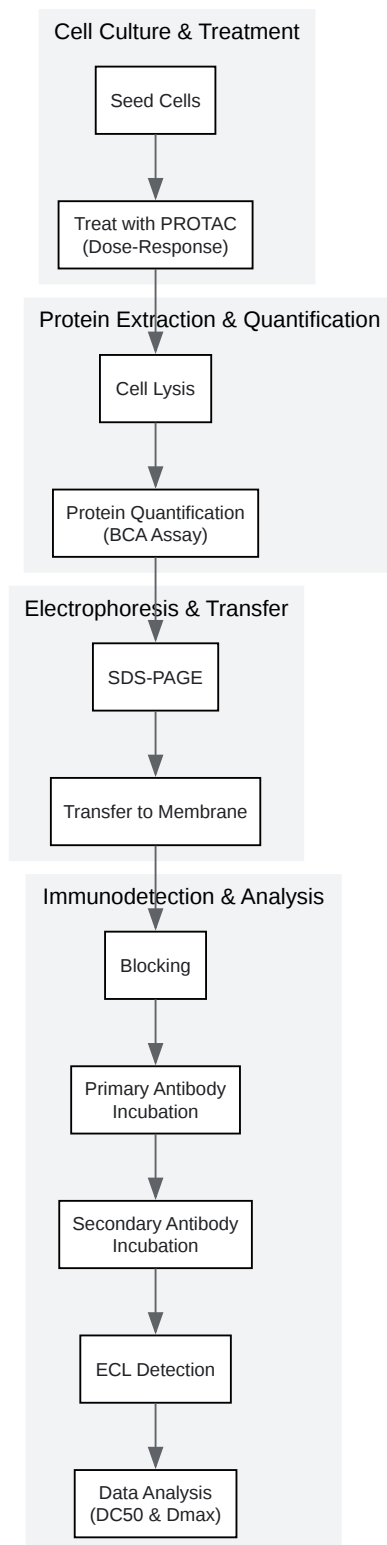 Cell Culture & Treatment
Seed Cells
Treat with PROTAC
(Dose-Response)
Protein Extraction & Quantification
Cell Lysis
Protein Quantification
(BCA Assay)
Electrophoresis & Transfer
SDS-PAGE
Transfer to Membrane
Immunodetection & Analysis
Blocking
Primary Antibody
Incubation
Secondary Antibody
Incubation
ECL Detection
Data Analysis
(DC50 & Dmax)